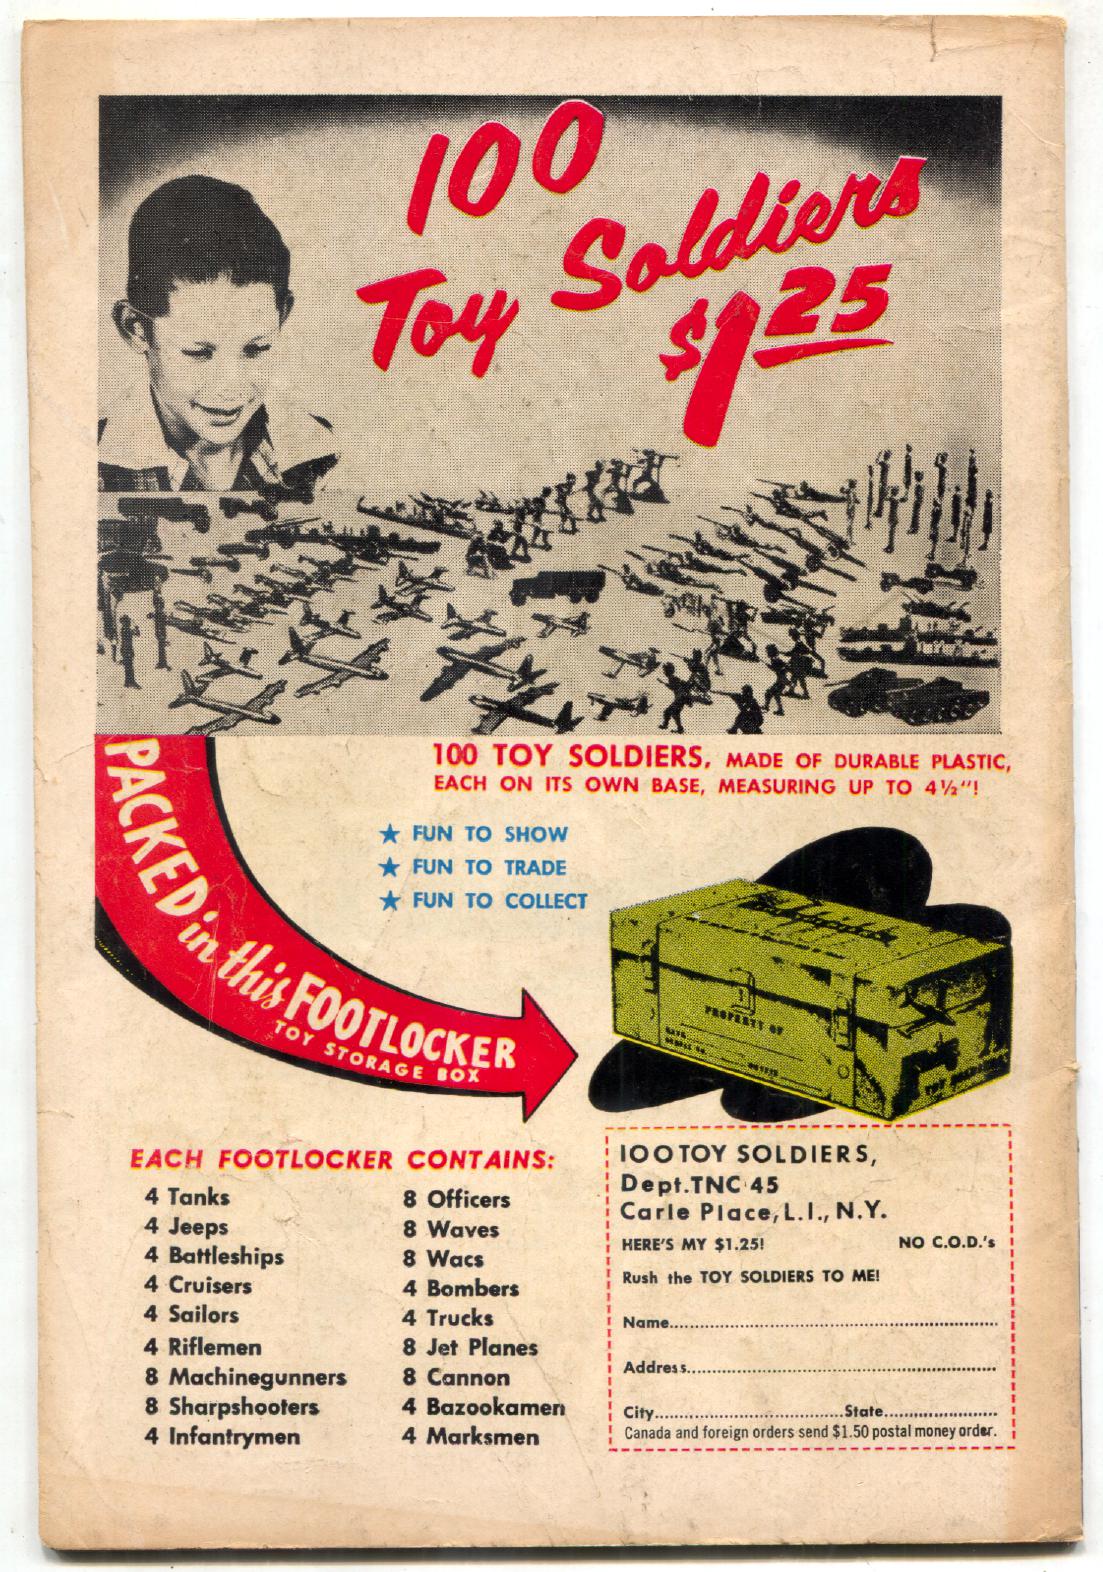 100
Toy Soldiers
$1.25
100 TOY SOLDIERS, MADE OF DURABLE PLASTIC,
EACH ON ITS OWN BASE, MEASURING UP TO 4½"!
★ FUN TO SHOW
★ FUN TO TRADE
★ FUN TO COLLECT
PACKED in this FOOTLOCKER
TOY STORAGE BOX
PROPERTY OF
EACH FOOTLOCKER CONTAINS:
4 Tanks
4 Jeeps
4 Battleships
4 Cruisers
4 Sailors
4 Riflemen
8 Machinegunners
8 Sharpshooters
4 Infantrymen
8 Officers
8 Waves
8 Wacs
4 Bombers
4 Trucks
8 Jet Planes
8 Cannon
4 Bazookamen
4 Marksmen
100 TOY SOLDIERS,
Dept. TNC 45
Carle Place, L.I., N.Y.
HERE'S MY $1.25! NO C.O.D.'s
Rush the TOY SOLDIERS TO ME!
Name
Address
City State
Canada and foreign orders send $1.50 postal money order.